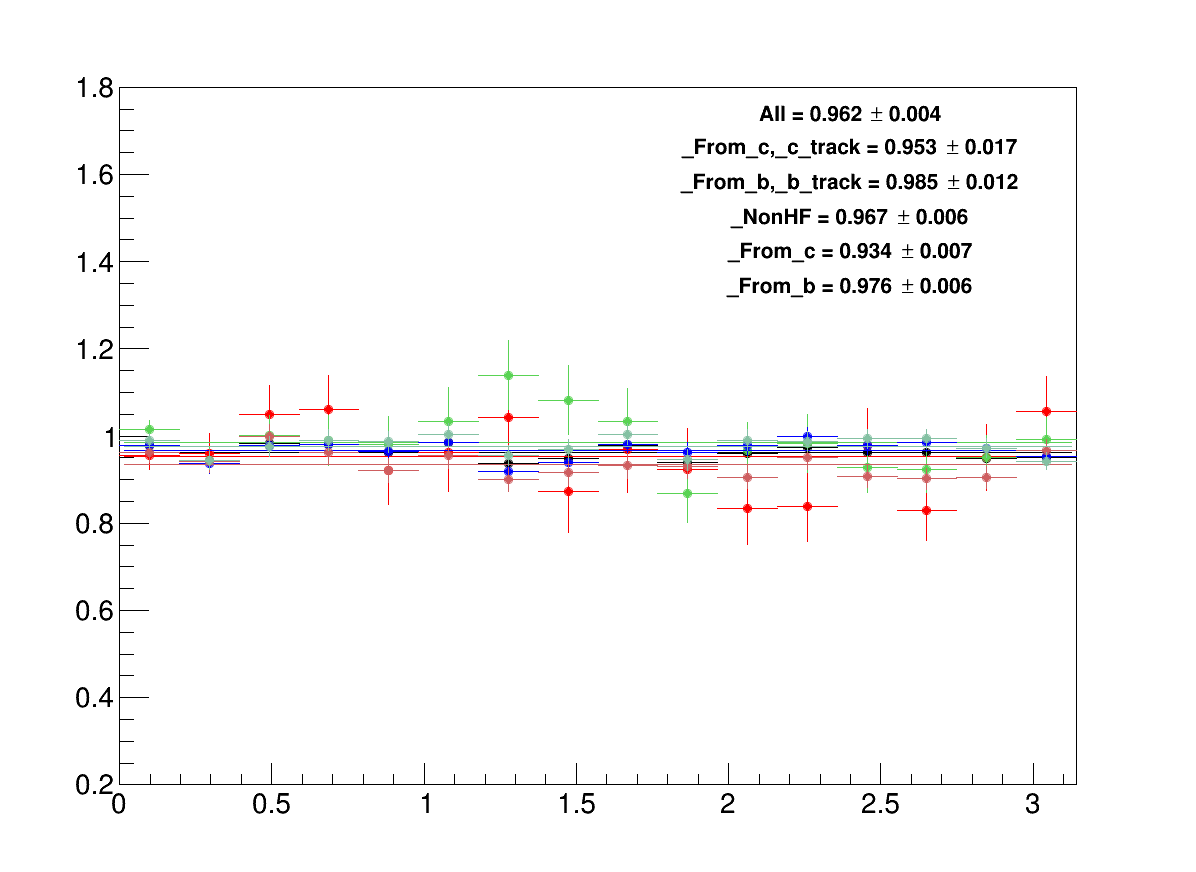 1.8
All = 0.962 ± 0.004
_From_c,_c_track = 0.953 ± 0.017
1.6
_From_b,_b_track = 0.985 ± 0.012
_NonHF = 0.967 ± 0.006
1.4
_From_c = 0.934 ± 0.007
_From_b = 0.976 ± 0.006
1.2
1
0.8
0.6
0.4
0.2
0 0.5 1 1.5 2 2.5 3